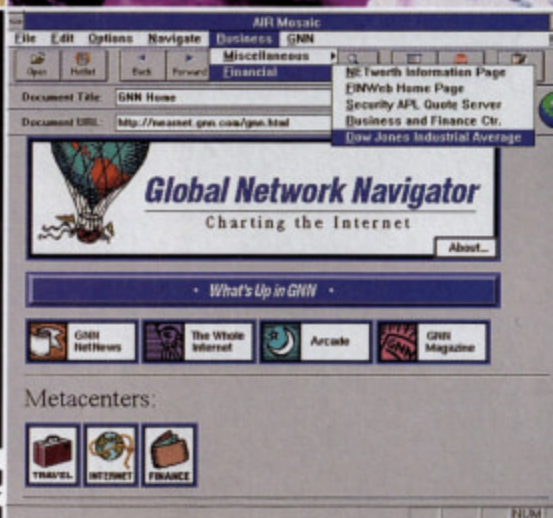 AIR Mosaic
File Edit Options Navigate Business GNN
Miscellaneous
Financial
Open Hotlist Back Forward
NETworth Information Page
FINWeb Home Page
Security APL Quote Server
Business and Finance Ctr.
Dow Jones Industrial Average
Document Title: GNN Home
Document URL: http://nearnet.gnn.com/gnn.html
Global Network Navigator
Charting the Internet
About...
• What's Up in GNN •
GNN NetNews
The Whole Internet
Arcade
GNN Magazine
Metacenters:
TRAVEL INTERNET FINANCE
NUM